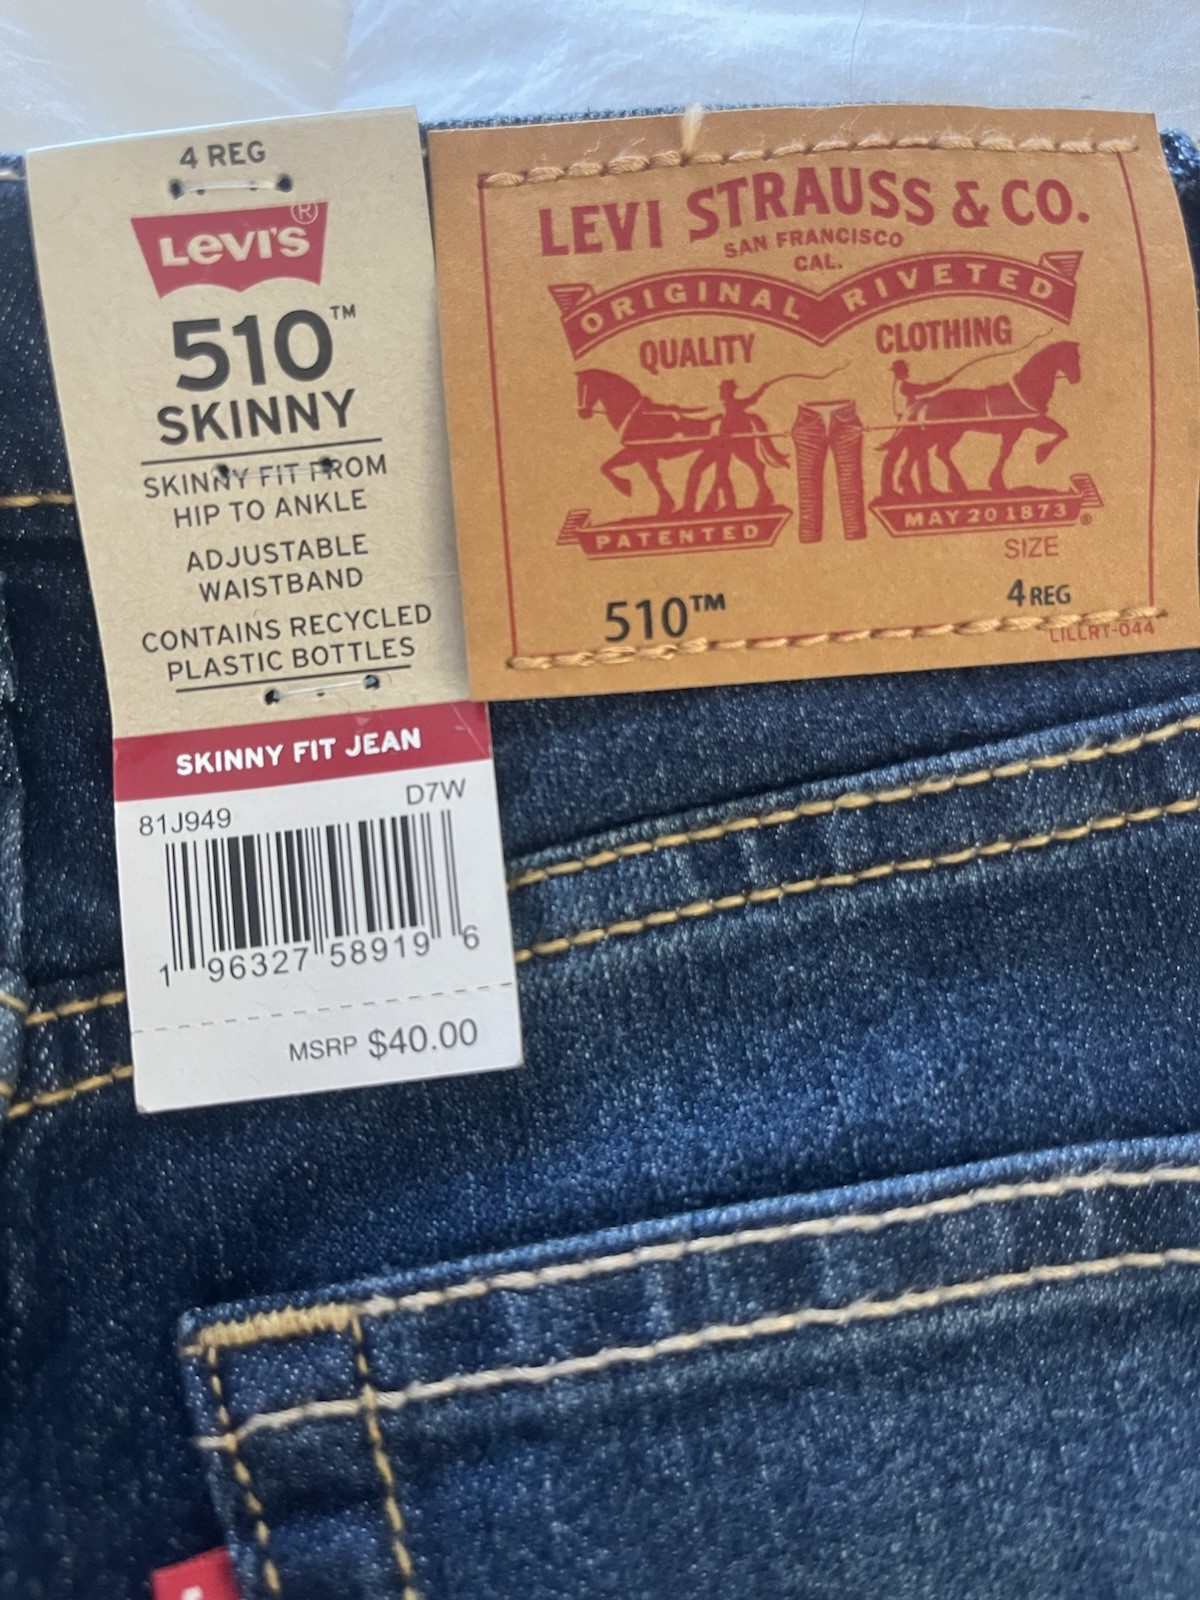 4 REG
LEVI'S®
510™
SKINNY
SKINNY FIT FROM
HIP TO ANKLE
ADJUSTABLE
WAISTBAND
CONTAINS RECYCLED
PLASTIC BOTTLES
SKINNY FIT JEAN
D7W
81J949
1 96327 58919 6
MSRP $40.00
LEVI STRAUSS & CO.
SAN FRANCISCO
CAL.
ORIGINAL RIVETED
QUALITY CLOTHING
PATENTED MAY 20 1873 ®
SIZE
510™ 4 REG
LILLRT-044